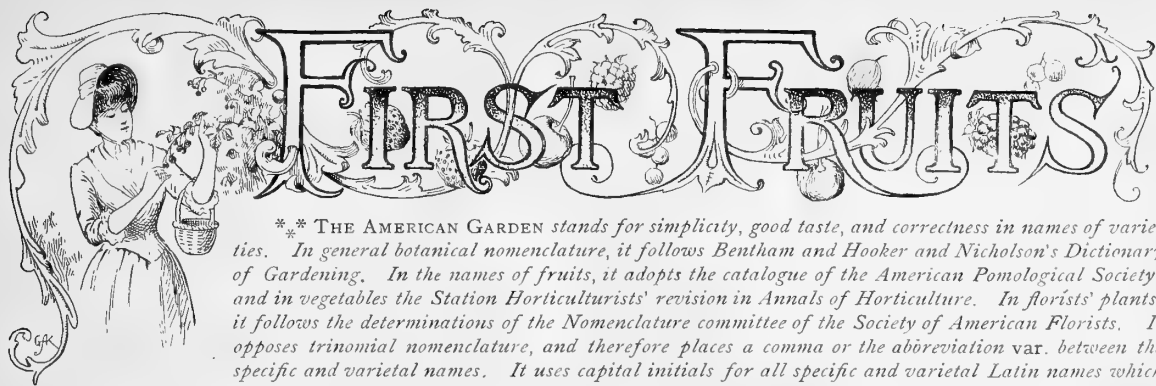 FIRST FRUITS
*** THE AMERICAN GARDEN stands for simplicity, good taste, and correctness in names of varie
ties. In general botanical nomenclature, it follows Bentham and Hooker and Nicholson's Dictionary
of Gardening. In the names of fruits, it adopts the catalogue of the American Pomological Society
and in vegetables the Station Horticulturists' revision in Annals of Horticulture. In florists' plants
it follows the determinations of the Nomenclature committee of the Society of American Florists. I
opposes trinomial nomenclature, and therefore places a comma or the abbreviation var. between th
specific and varietal names. It uses capital initials for all specific and varietal Latin names which
GAK